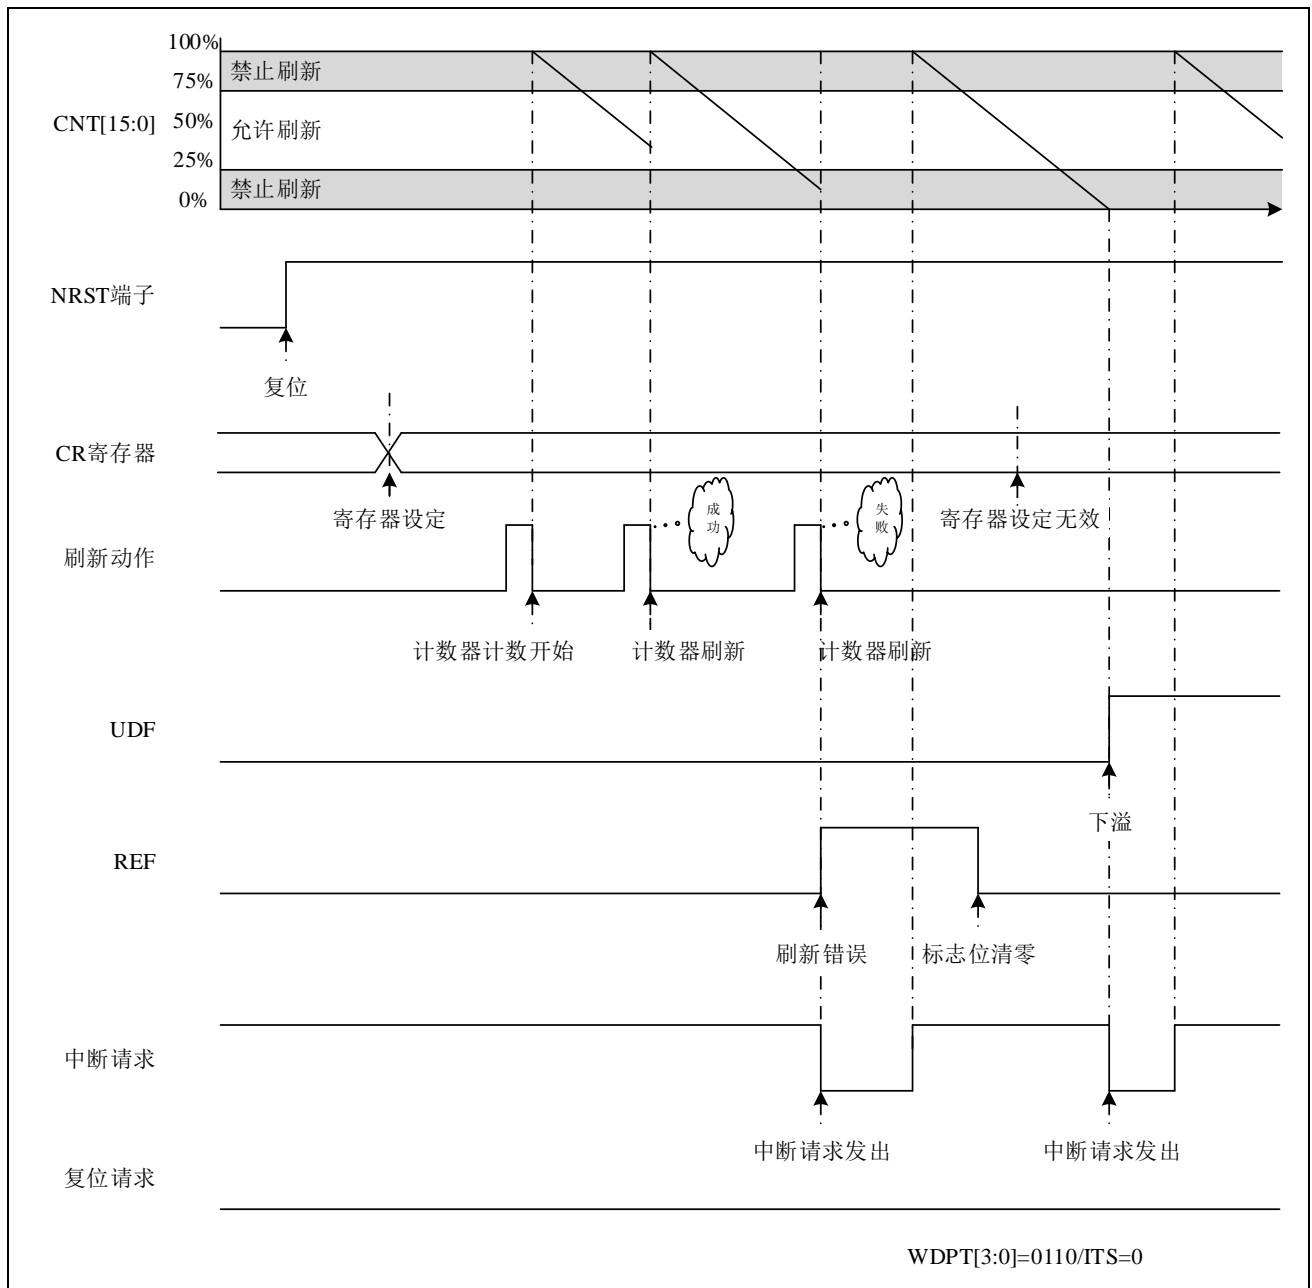 100%
禁止刷新
75%
CNT[15:0]
50%
允许刷新
25%
禁止刷新
0%
NRST端子
复位
CR寄存器
寄存器设定
成功
失败
寄存器设定无效
刷新动作
计数器计数开始
计数器刷新
计数器刷新
UDF
下溢
REF
刷新错误
标志位清零
中断请求
中断请求发出
中断请求发出
复位请求
WDPT[3:0]=0110/ITS=0